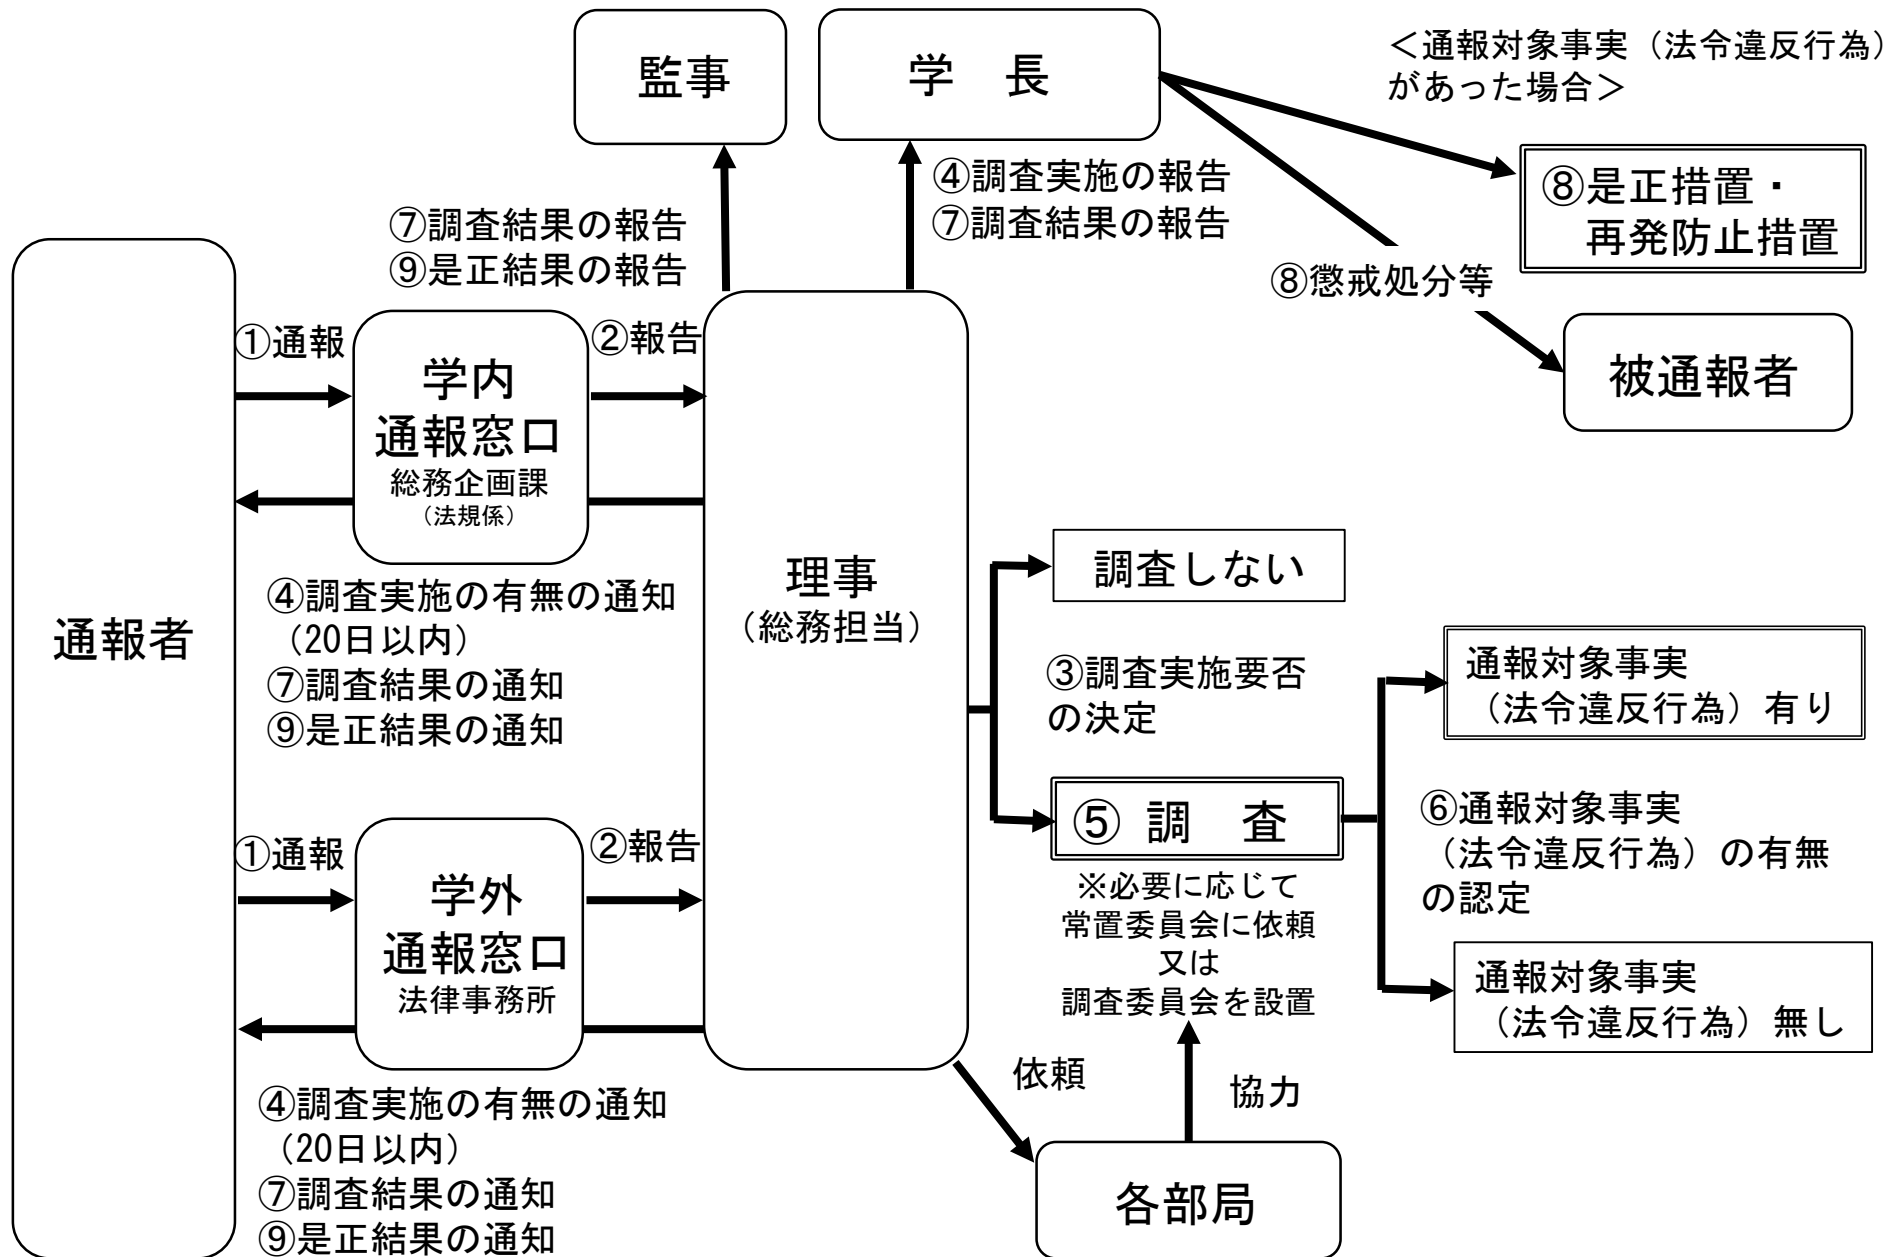 監事
学　長
＜通報対象事実（法令違反行為）
があった場合＞
④調査実施の報告
⑦調査結果の報告
⑧是正措置・
再発防止措置
⑦調査結果の報告
⑨是正結果の報告
⑧懲戒処分等
被通報者
通報者
①通報
学内
通報窓口
総務企画課
（法規係）
②報告
④調査実施の有無の通知
（20日以内）
⑦調査結果の通知
⑨是正結果の通知
理事
（総務担当）
調査しない
③調査実施要否
の決定
⑤ 調　査
※必要に応じて
常置委員会に依頼
又は
調査委員会を設置
通報対象事実
（法令違反行為）有り
⑥通報対象事実
（法令違反行為）の有無
の認定
通報対象事実
（法令違反行為）無し
①通報
学外
通報窓口
法律事務所
②報告
④調査実施の有無の通知
（20日以内）
⑦調査結果の通知
⑨是正結果の通知
依頼
協力
各部局